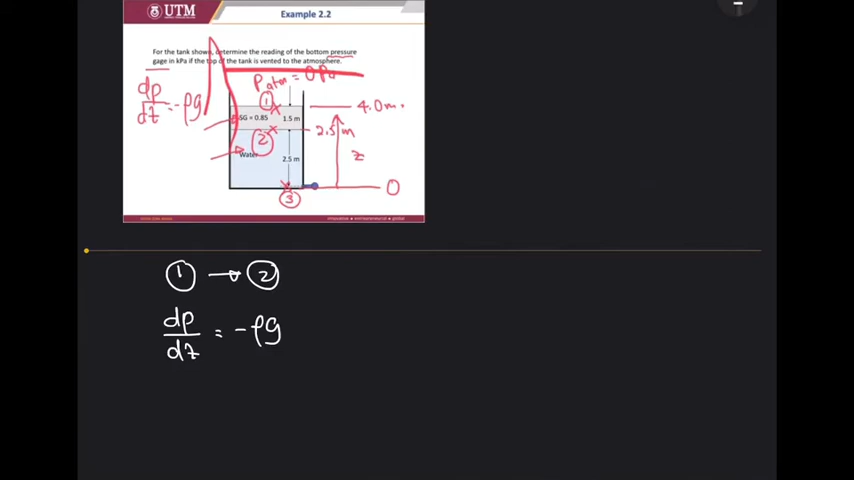 UTM
Example 2.2
For the tank shown, determine the reading of the bottom pressure
gage in kPa if the top of the tank is vented to the atmosphere.
dp/dz = -ρg
Patm = 0 Pa
①
4.0 m.
SG = 0.85
1.5 m
2.5 m
②
z
Water
2.5 m
0
③
① → ②
dp/dz = -ρg